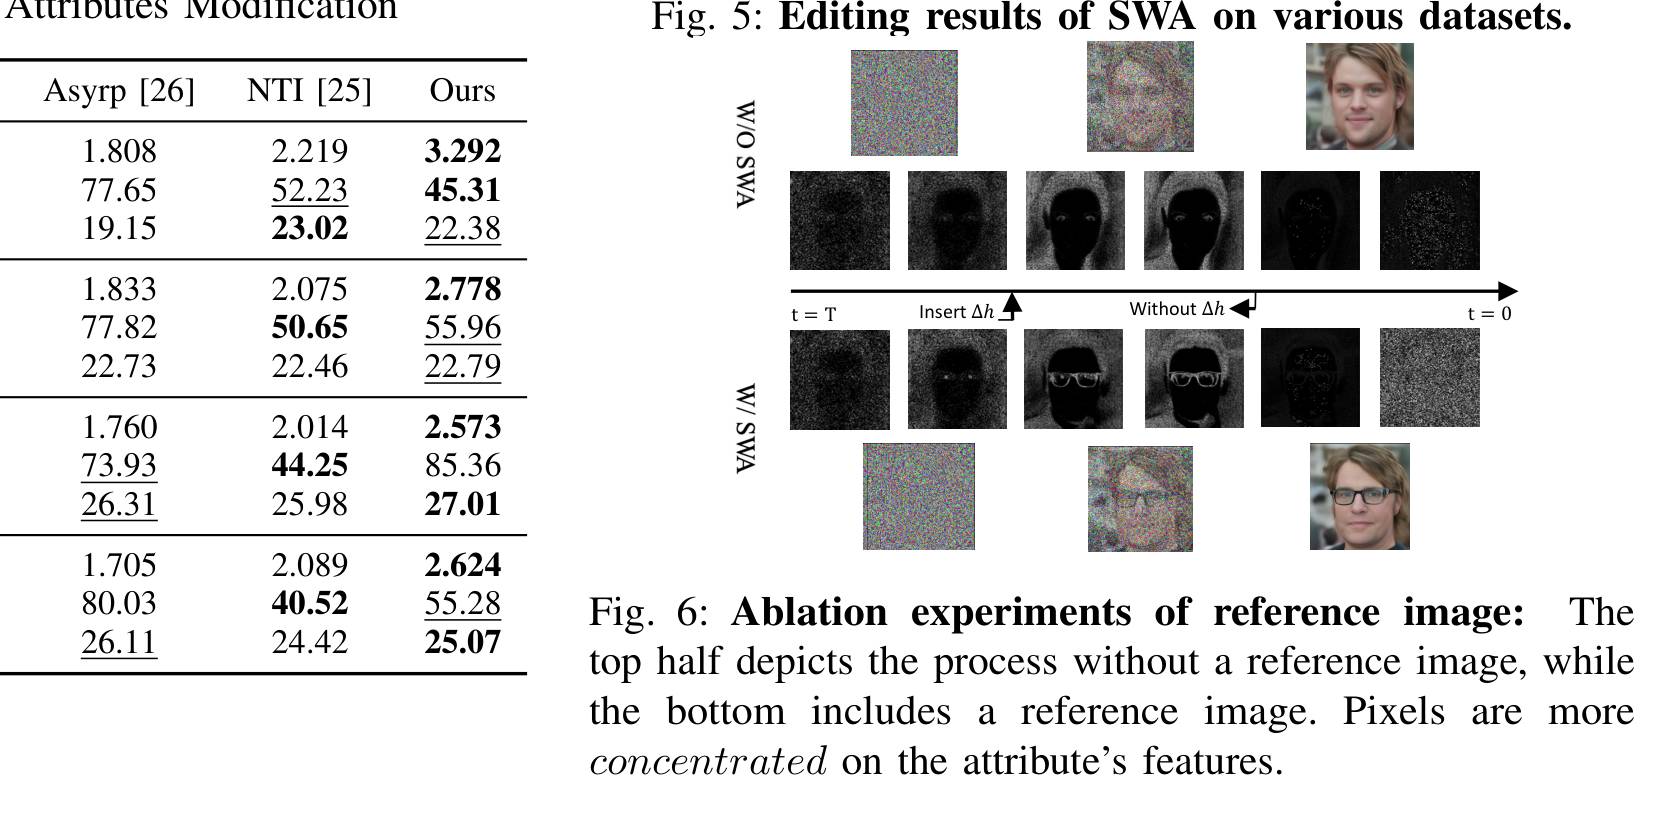 Attributes Modification
Asyrp [26] NTI [25] Ours
1.808 2.219 3.292
77.65 52.23 45.31
19.15 23.02 22.38
1.833 2.075 2.778
77.82 50.65 55.96
22.73 22.46 22.79
1.760 2.014 2.573
73.93 44.25 85.36
26.31 25.98 27.01
1.705 2.089 2.624
80.03 40.52 55.28
26.11 24.42 25.07
Fig. 5: Editing results of SWA on various datasets.
W/O SWA
t = T
Insert Δh
Without Δh
t = 0
W/ SWA
Fig. 6: Ablation experiments of reference image: The
top half depicts the process without a reference image, while
the bottom includes a reference image. Pixels are more
concentrated on the attribute's features.